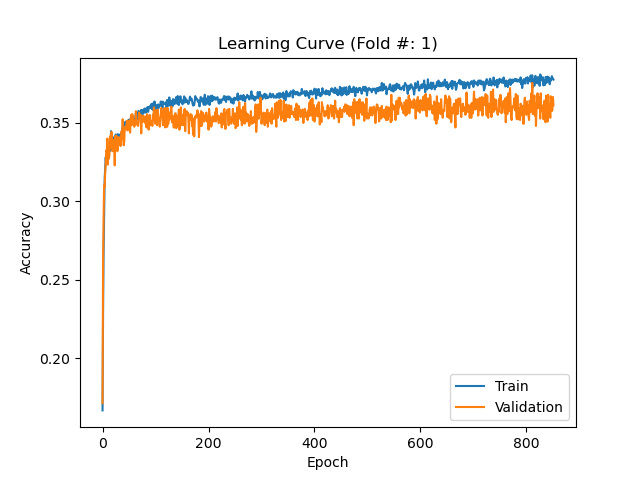 Learning Curve (Fold #: 1)
Accuracy
0.35
0.30
0.25
0.20
0
200
400
600
800
Epoch
Train
Validation